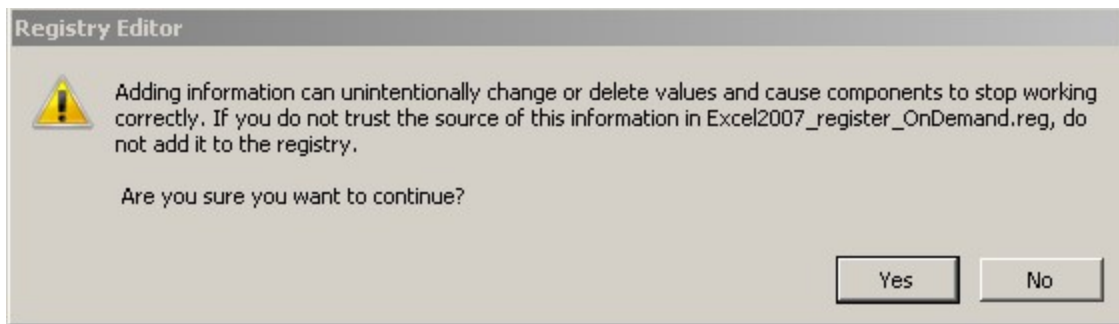 Registry Editor
Adding information can unintentionally change or delete values and cause components to stop working
correctly. If you do not trust the source of this information in Excel2007_register_OnDemand.reg, do
not add it to the registry.
Are you sure you want to continue?
Yes No